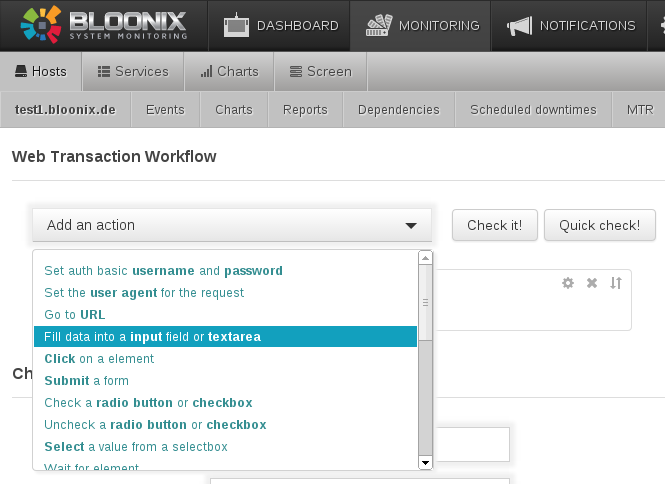 BLOONIX
SYSTEM MONITORING
DASHBOARD
MONITORING
NOTIFICATIONS
Hosts
Services
Charts
Screen
test1.bloonix.de
Events
Charts
Reports
Dependencies
Scheduled downtimes
MTR
Web Transaction Workflow
Add an action
Check it!
Quick check!
Set auth basic username and password
Set the user agent for the request
Go to URL
Fill data into a input field or textarea
Click on a element
Submit a form
Check a radio button or checkbox
Uncheck a radio button or checkbox
Select a value from a selectbox
Wait for element
Ch